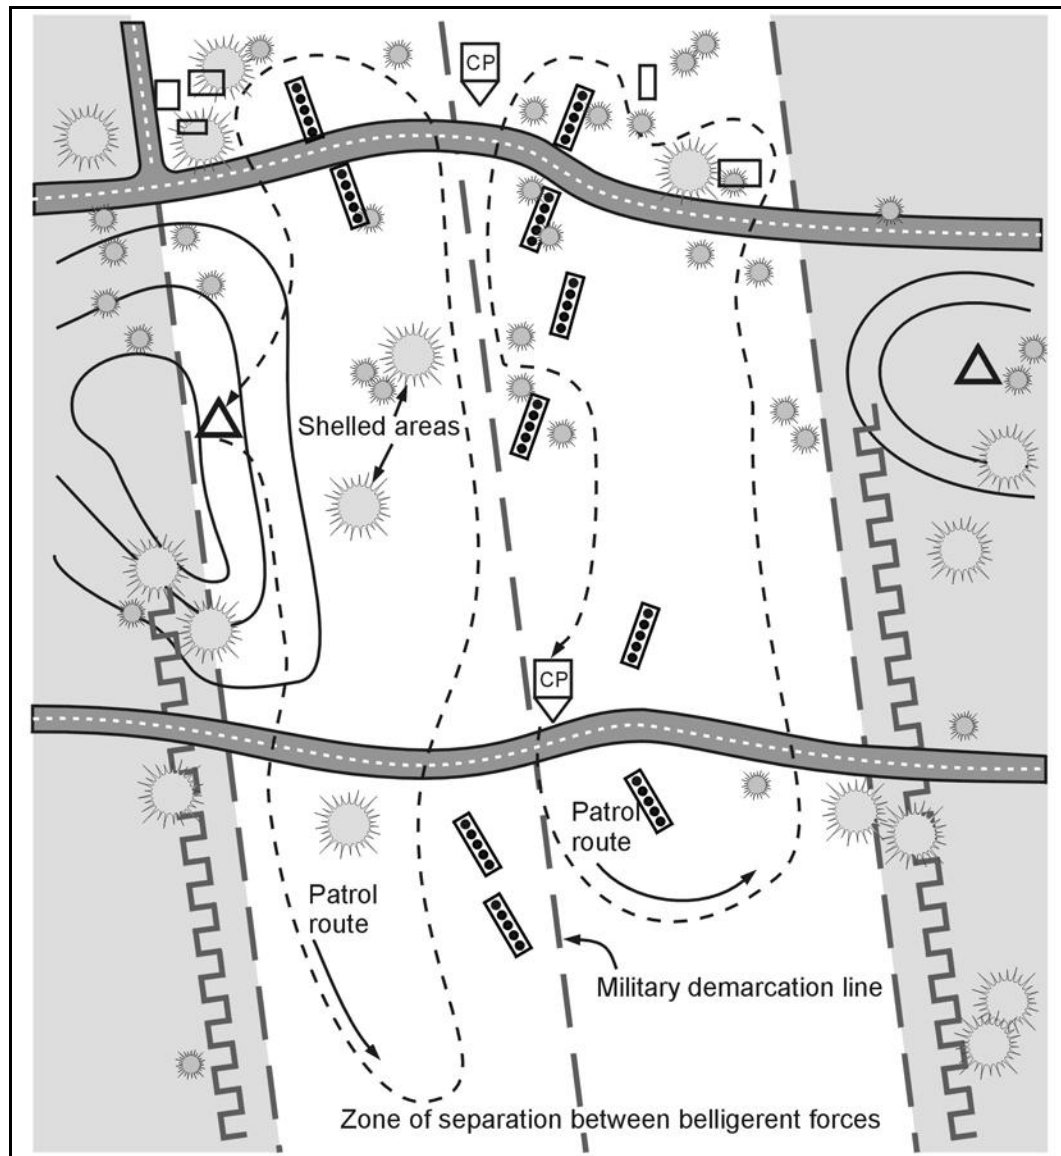 CP
Shelled areas
CP
Patrol
route
Patrol
route
Military demarcation line
Zone of separation between belligerent forces